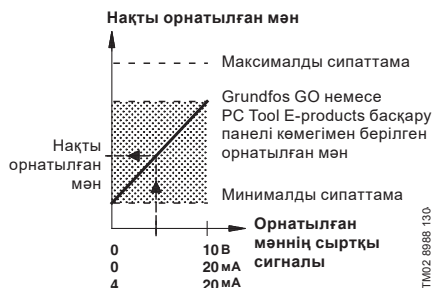 Нақты орнатылған мән
Максималды сипаттама
Grundfos GO немесе
PC Tool E-products басқару
панелі көмегімен берілген
орнатылған мән
Нақты
орнатылған
мән
Минималды сипаттама
Орнатылған
мәннің сыртқы
сигналы
0 10 В
0 20 мА
4 20 мА
TM02 8988 130